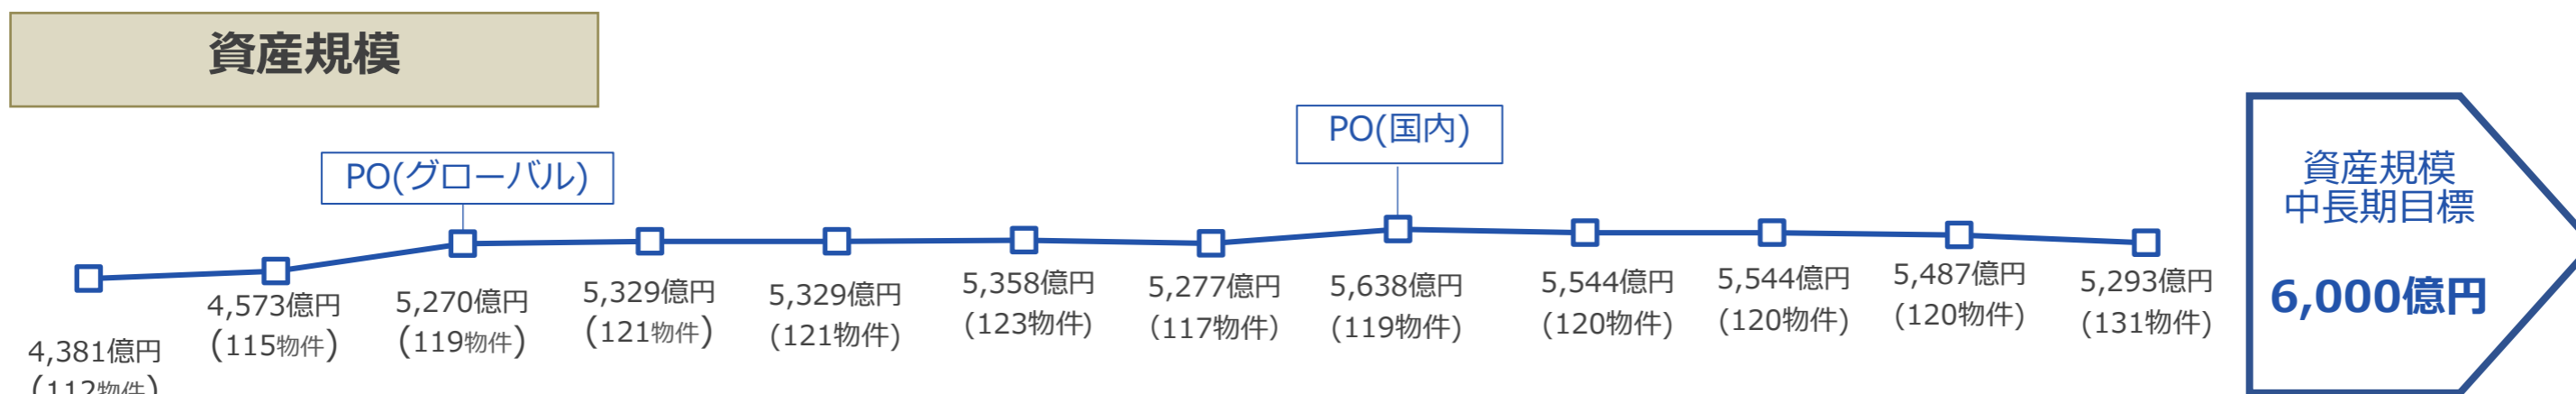 資産規模
PO(グローバル)
PO(国内)
4,381億円
(112物件)
4,573億円
(115物件)
5,270億円
(119物件)
5,329億円
(121物件)
5,329億円
(121物件)
5,358億円
(123物件)
5,277億円
(117物件)
5,638億円
(119物件)
5,544億円
(120物件)
5,544億円
(120物件)
5,487億円
(120物件)
5,293億円
(131物件)
資産規模
中長期目標
6,000億円